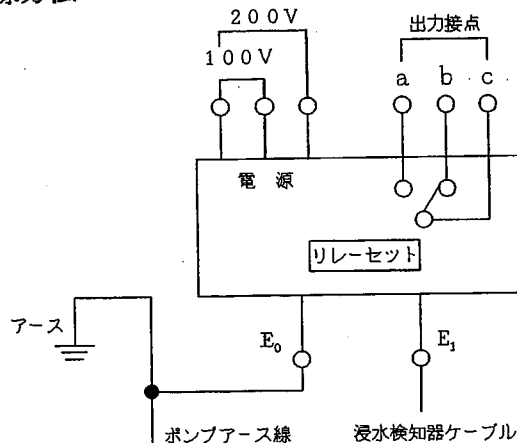 200V
100V
出力接点
a b c
電源
リレーセット
アース
E₀
E₁
ポンプアース線
浸水検知器ケーブル